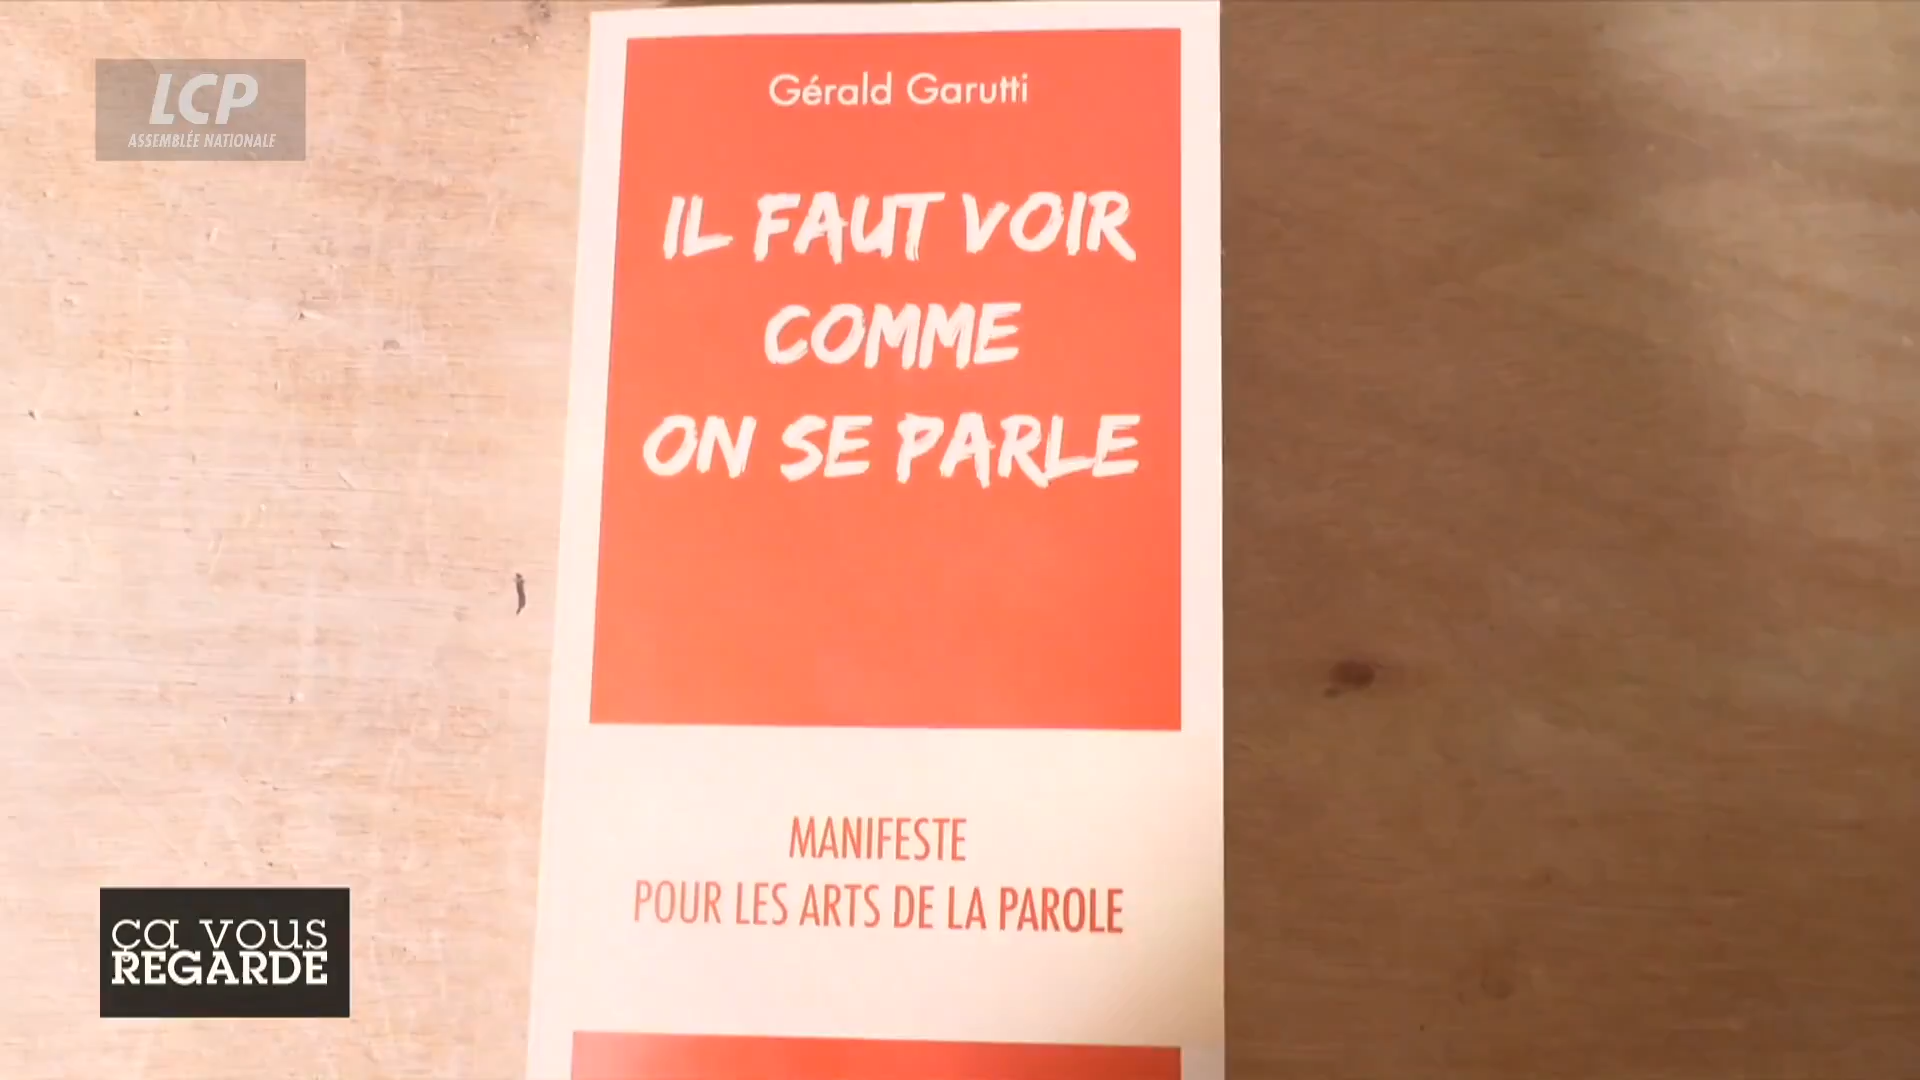 LCP
ASSEMBLÉE NATIONALE
Gérald Garutti
IL FAUT VOIR
COMME
ON SE PARLE
MANIFESTE
POUR LES ARTS DE LA PAROLE
ça vous
REGARDE